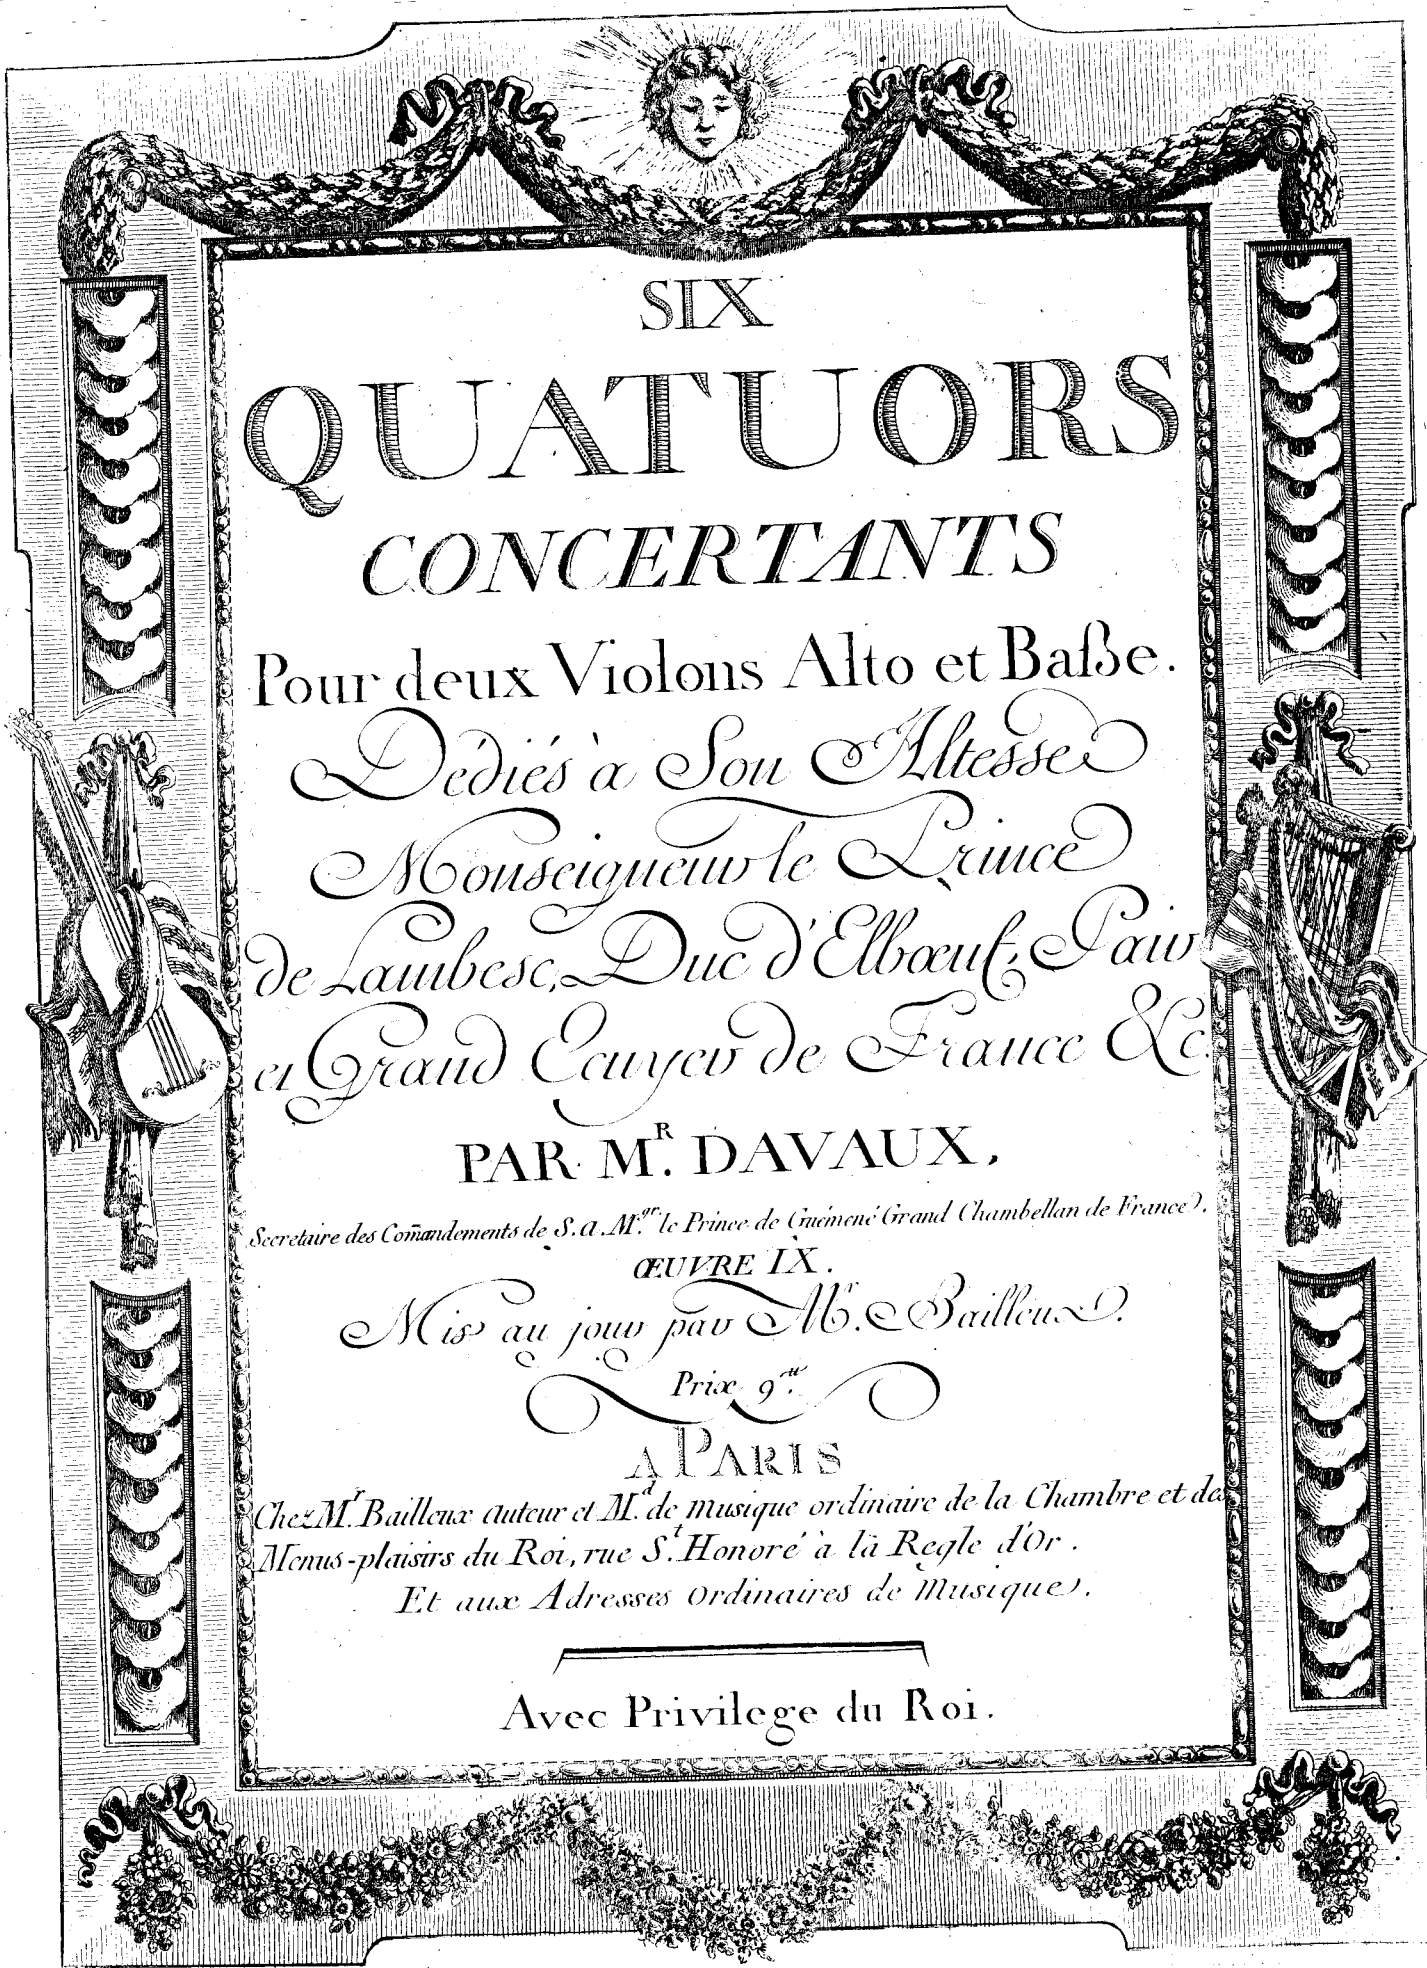 SIX
QUATUORS
CONCERTANTS
Pour deux Violons Alto et Baſse.
Dédiés à Son Altesse
Monseigneur le Prince
de Lambesc, Duc d'Elbœuf, Pair
et Grand Ecuyer de France &c.
PAR M.R DAVAUX,
Secretaire des Com̃andements de S. A. M.gr le Prince de Guémené Grand Chambellan de France.
ŒUVRE IX.
Mis au jour par M.r Bailleux.
Prix 9.tt
A PARIS
Chez M.r Bailleux Auteur et M.d de Musique ordinaire de la Chambre et des
Menus-plaisirs du Roi, rue S.t Honoré à la Regle d'Or.
Et aux Adresses Ordinaires de Musique.
Avec Privilege du Roi.